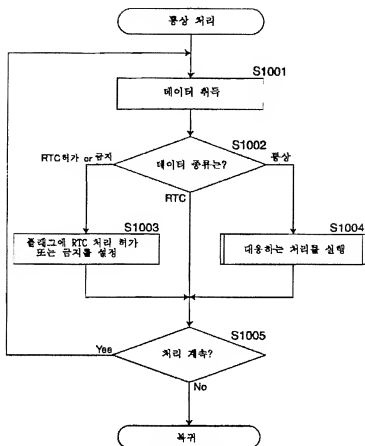 통상 처리
S1001
데이터 취득
S1002
데이터 종류는?
RTC허가 or 금지
통상
RTC
S1003
플래그에 RTC 처리 허가
또는 금지를 설정
S1004
대응하는 처리를 실행
S1005
처리 계속?
Yes
No
복귀